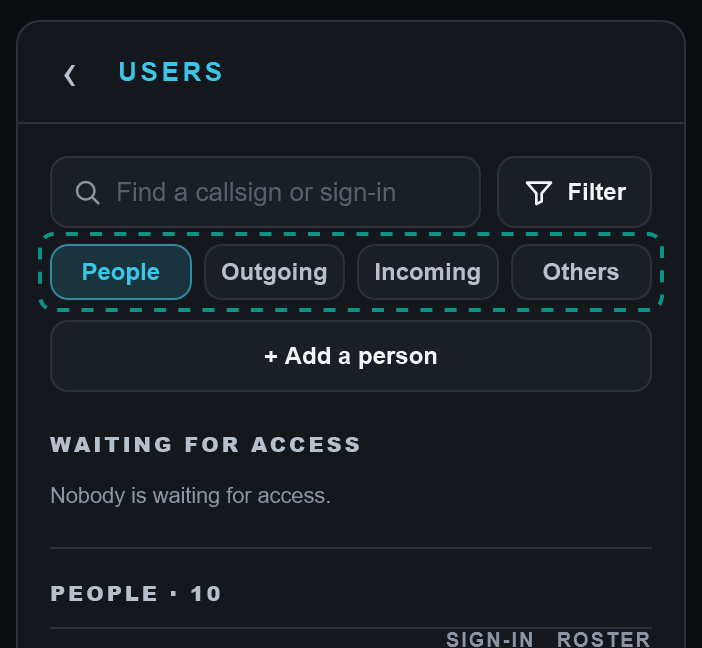 USERS
Find a callsign or sign-in
Filter
People Outgoing Incoming Others
+ Add a person
WAITING FOR ACCESS
Nobody is waiting for access.
PEOPLE · 10
SIGN-IN ROSTER